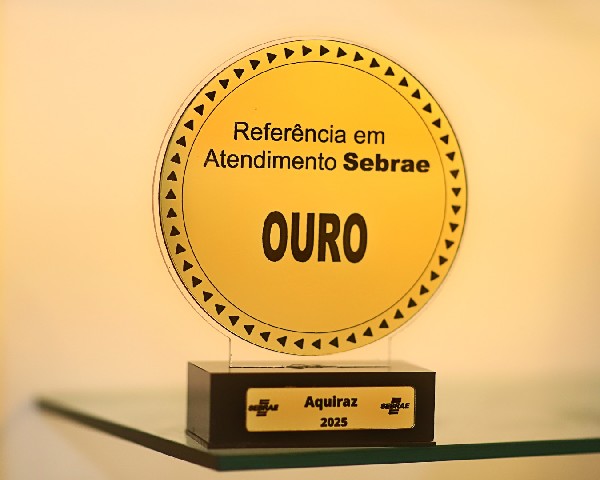 Referência em
Atendimento Sebrae
OURO
SEBRAE Aquiraz SEBRAE
2025